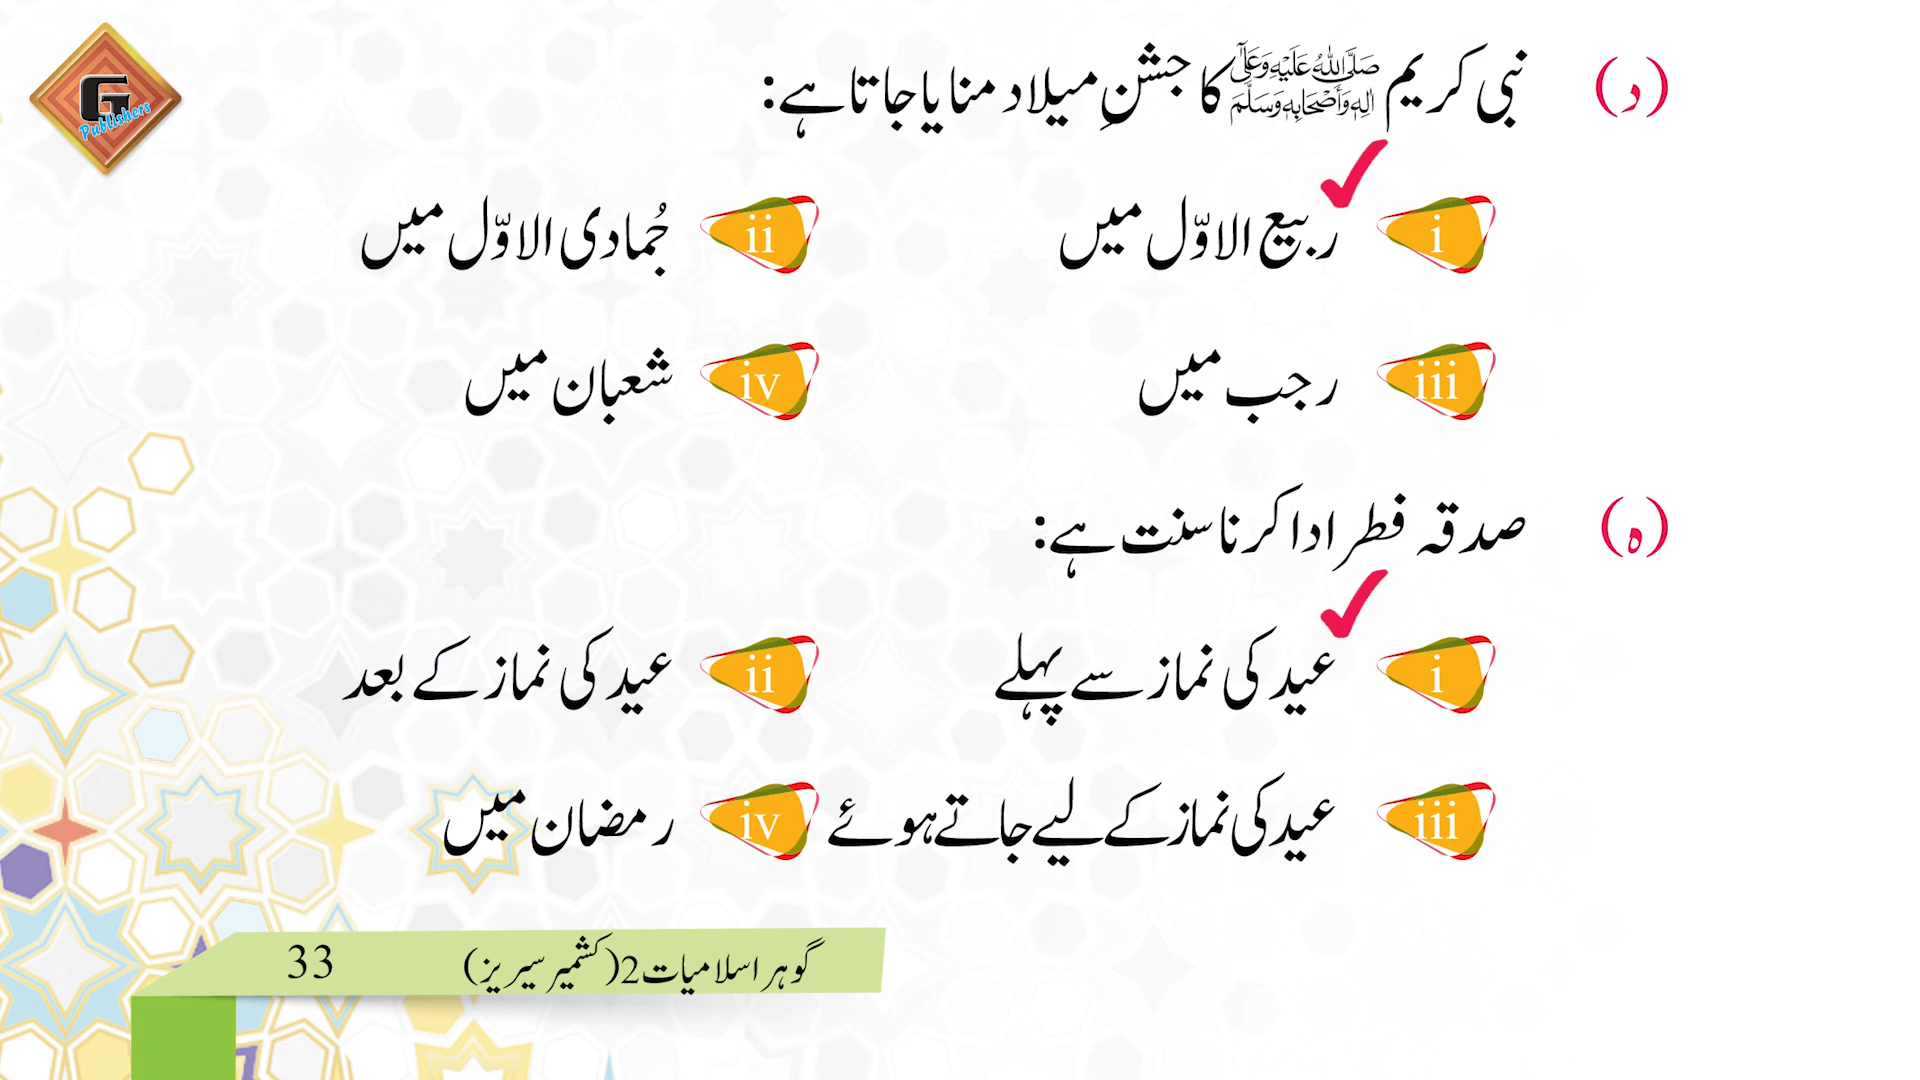 G Publishers
(د) نبی کریم صَلَّی اللہُ عَلَیْہِ وَعَلٰٓی اٰلِہٖ وَاَصْحَابِہٖ وَسَلَّمَ کا جشنِ میلاد منایا جاتا ہے:
i ربیع الاوّل میں ii جُمادی الاوّل میں
iii رجب میں iv شعبان میں
(ہ) صدقہ فطر ادا کرنا سنت ہے:
i عید کی نماز سے پہلے ii عید کی نماز کے بعد
iii عید کی نماز کے لیے جاتے ہوئے iv رمضان میں
گوہر اسلامیات 2 (کشمیر سیریز) 33